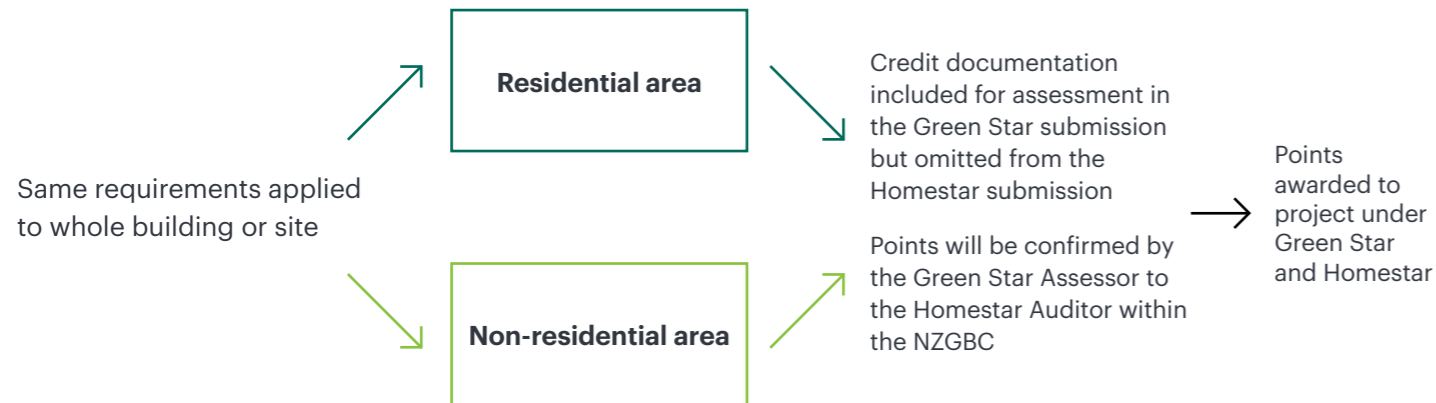 Same requirements applied
to whole building or site
Residential area
Non-residential area
Credit documentation
included for assessment in
the Green Star submission
but omitted from the
Homestar submission
Points will be confirmed by
the Green Star Assessor to
the Homestar Auditor within
the NZGBC
Points
awarded to
project under
Green Star
and Homestar